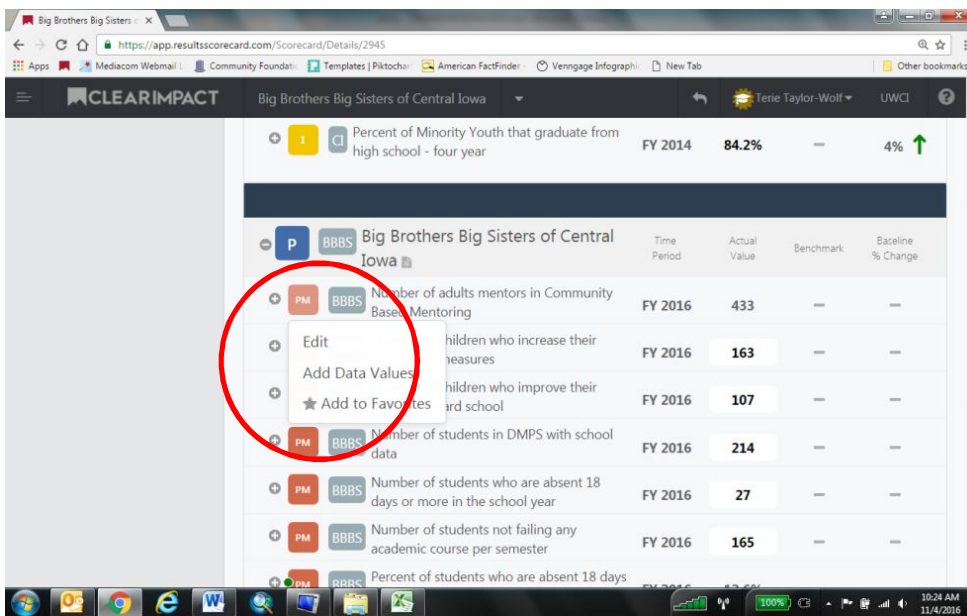 Big Brothers Big Sisters
https://app.resultsscorecard.com/Scorecard/Details/2945
Apps Mediacom Webmail Community Foundatio Templates | Piktochar American FactFinder Venngage Infographi New Tab Other bookmarks
CLEARIMPACT Big Brothers Big Sisters of Central Iowa Terie Taylor-Wolf UWCI ?
I CI Percent of Minority Youth that graduate from
high school - four year FY 2014 84.2% — 4%
P BBBS Big Brothers Big Sisters of Central
Iowa
Time Period Actual Value Benchmark Baseline % Change
PM BBBS Number of adults mentors in Community
Based Mentoring FY 2016 433 — —
Edit
Add Data Values
Add to Favorites
hildren who increase their
measures FY 2016 163 — —
hildren who improve their
ard school FY 2016 107 — —
PM BBBS Number of students in DMPS with school
data FY 2016 214 — —
PM BBBS Number of students who are absent 18
days or more in the school year FY 2016 27 — —
PM BBBS Number of students not failing any
academic course per semester FY 2016 165 — —
PM BBBS Percent of students who are absent 18 days
100%
10:24 AM
11/4/2016